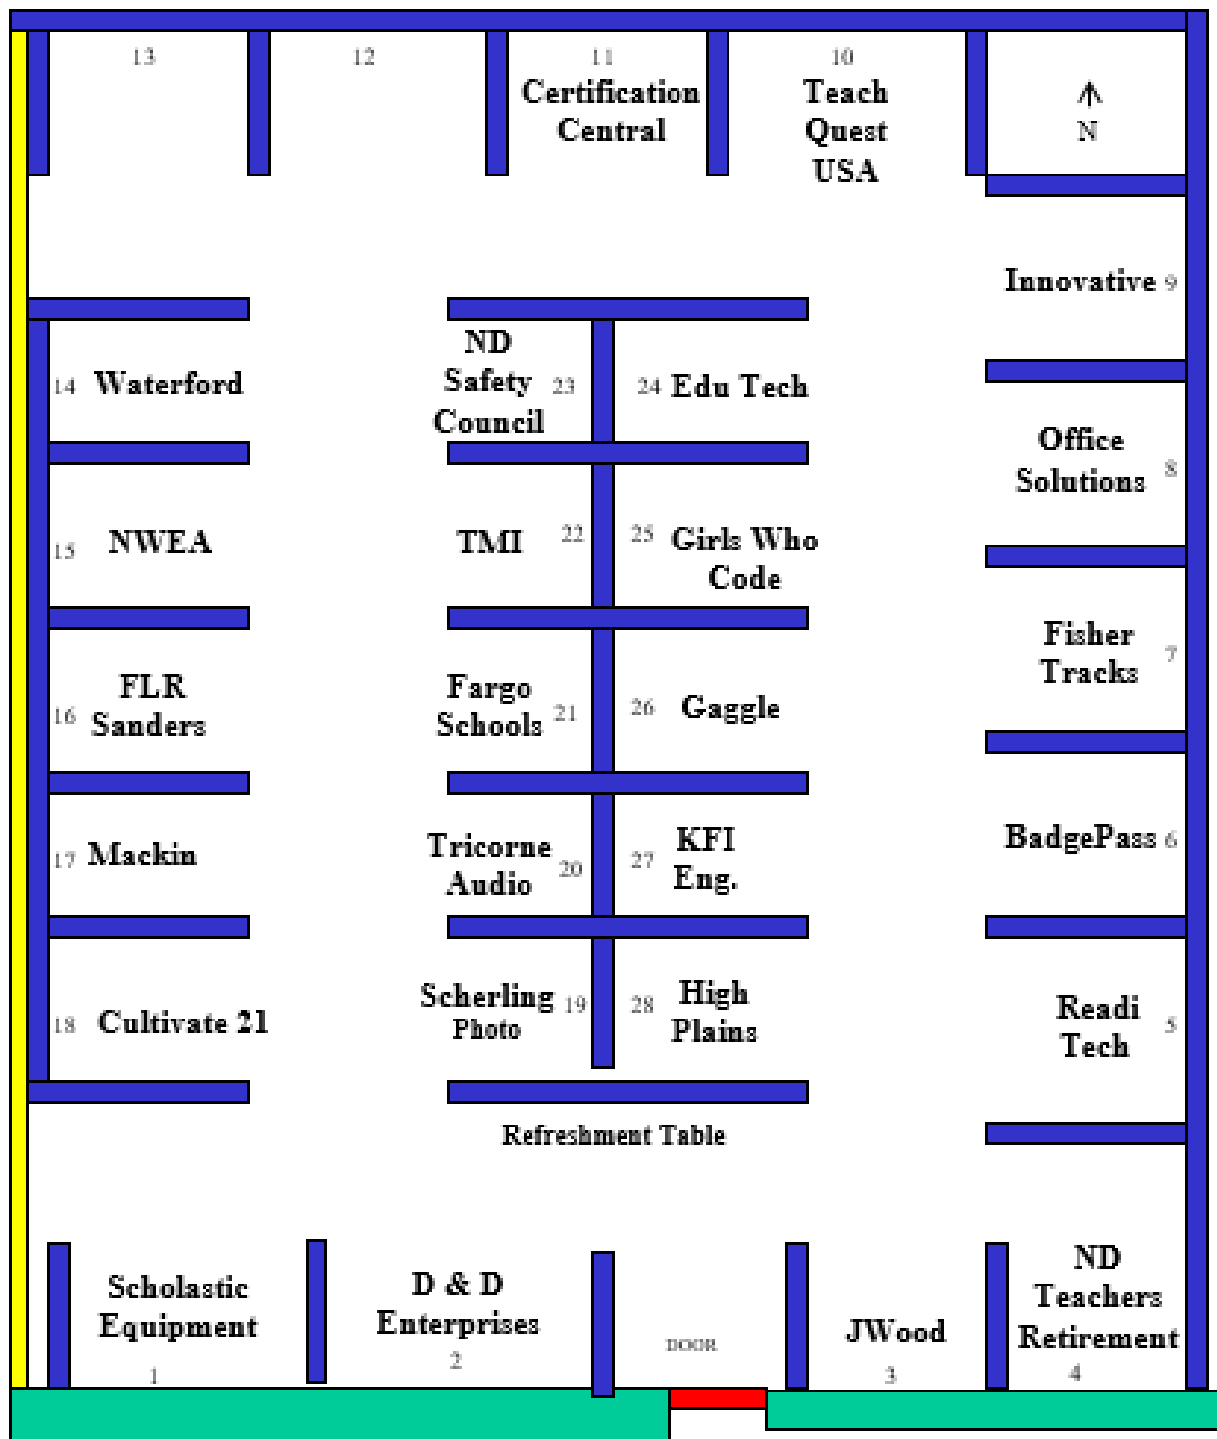 13
12
11
Certification
Central
10
Teach
Quest
USA
N
Innovative 9
14 Waterford
ND
Safety 23
Council
24 Edu Tech
Office
Solutions 8
15 NWEA
TMI 22
25 Girls Who
Code
Fisher
Tracks 7
16 FLR
Sanders
Fargo
Schools 21
26 Gaggle
BadgePass 6
17 Mackin
Tricorne
Audio 20
27 KFI
Eng.
18 Cultivate 21
Scherling 19
Photo
28 High
Plains
Readi 5
Tech
Refreshment Table
Scholastic
Equipment
1
D & D
Enterprises
2
DOOR
JWood
3
ND
Teachers
Retirement
4